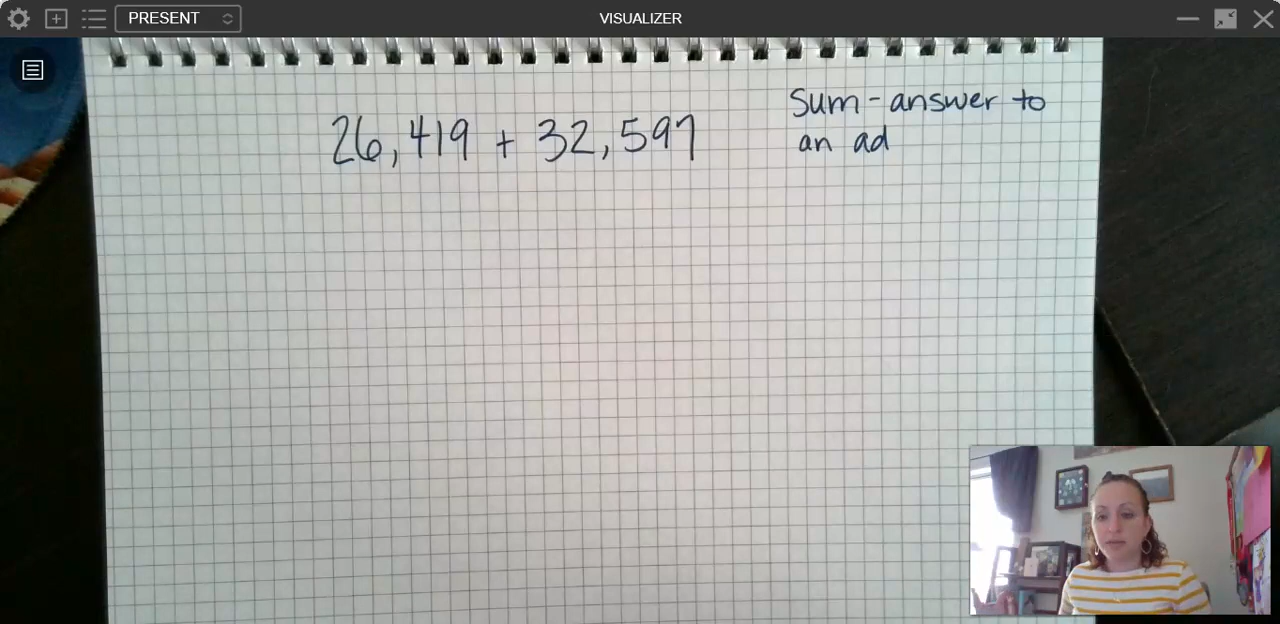 PRESENT
VISUALIZER
26,419 + 32,597
Sum - answer to
an ad